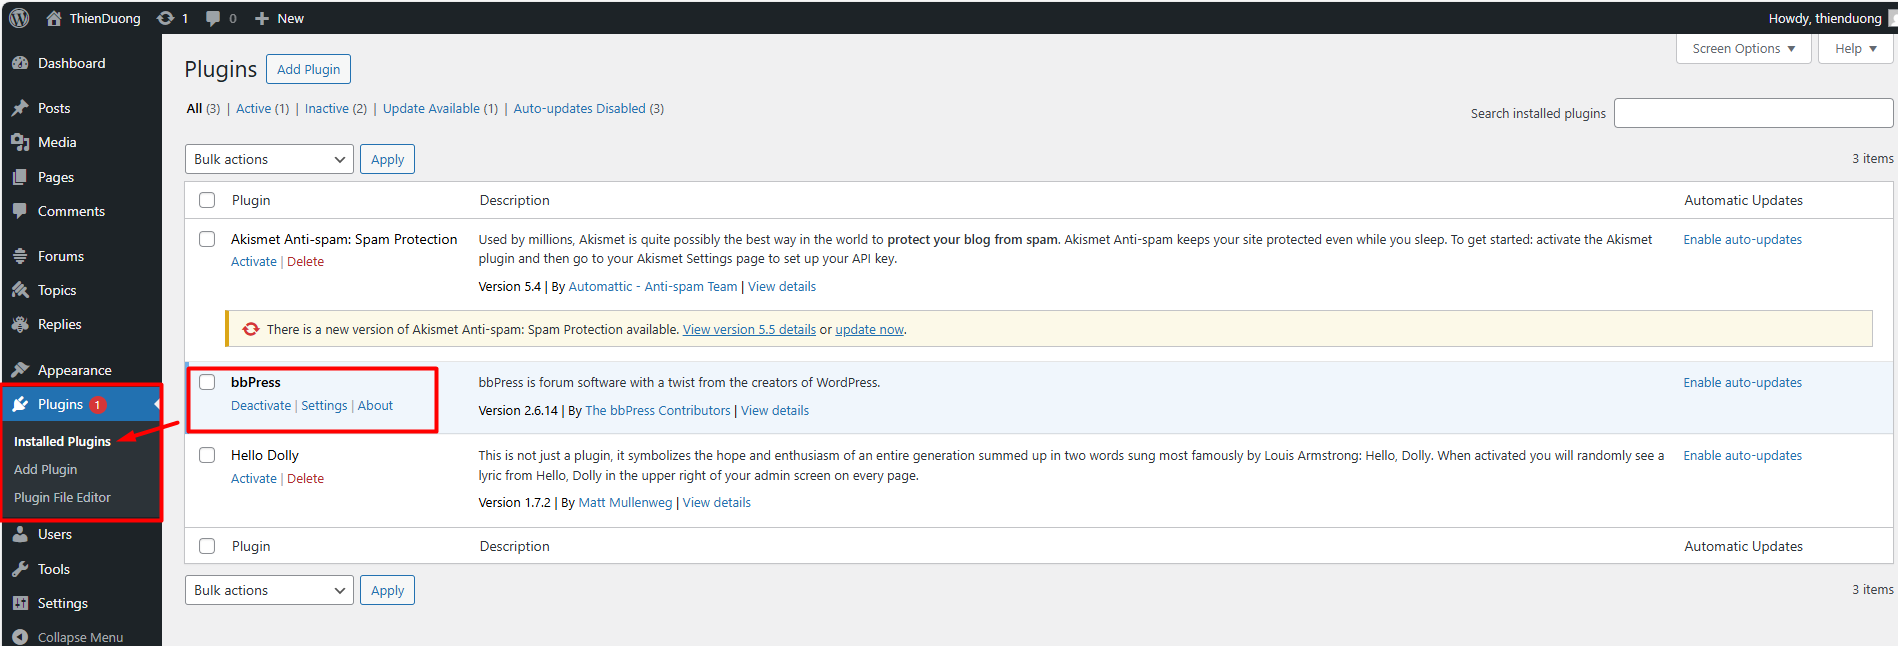 ThienDuong 1 0 New Howdy, thienduong
Screen Options Help
Dashboard
Posts
Media
Pages
Comments
Forums
Topics
Replies
Appearance
Plugins 1
Installed Plugins
Add Plugin
Plugin File Editor
Users
Tools
Settings
Collapse Menu
Plugins Add Plugin
All (3) | Active (1) | Inactive (2) | Update Available (1) | Auto-updates Disabled (3)
Search installed plugins
Bulk actions Apply
3 items
Plugin Description Automatic Updates
Akismet Anti-spam: Spam Protection
Activate | Delete
Used by millions, Akismet is quite possibly the best way in the world to protect your blog from spam. Akismet Anti-spam keeps your site protected even while you sleep. To get started: activate the Akismet
plugin and then go to your Akismet Settings page to set up your API key.
Version 5.4 | By Automattic - Anti-spam Team | View details
Enable auto-updates
There is a new version of Akismet Anti-spam: Spam Protection available. View version 5.5 details or update now.
bbPress
Deactivate | Settings | About
bbPress is forum software with a twist from the creators of WordPress.
Version 2.6.14 | By The bbPress Contributors | View details
Enable auto-updates
Hello Dolly
Activate | Delete
This is not just a plugin, it symbolizes the hope and enthusiasm of an entire generation summed up in two words sung most famously by Louis Armstrong: Hello, Dolly. When activated you will randomly see a
lyric from Hello, Dolly in the upper right of your admin screen on every page.
Version 1.7.2 | By Matt Mullenweg | View details
Enable auto-updates
Plugin Description Automatic Updates
Bulk actions Apply
3 items